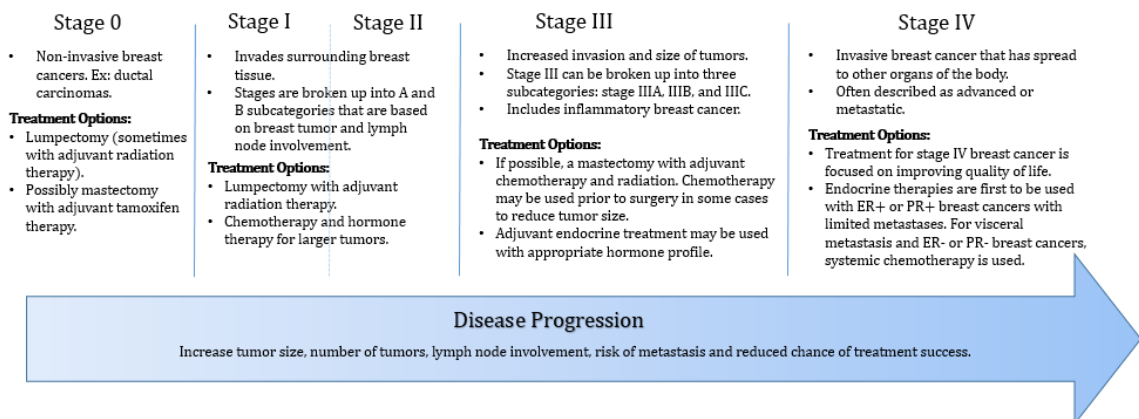 Stage 0
Non-invasive breast
cancers. Ex: ductal
carcinomas.
Treatment Options:
Lumpectomy (sometimes
with adjuvant radiation
therapy).
Possibly mastectomy
with adjuvant tamoxifen
therapy.
Stage I
Stage II
Invades surrounding breast
tissue.
Stages are broken up into A and
B subcategories that are based
on breast tumor and lymph
node involvement.
Treatment Options:
Lumpectomy with adjuvant
radiation therapy.
Chemotherapy and hormone
therapy for larger tumors.
Stage III
Increased invasion and size of tumors.
Stage III can be broken up into three
subcategories: stage IIIA, IIIB, and IIIC.
Includes inflammatory breast cancer.
Treatment Options:
If possible, a mastectomy with adjuvant
chemotherapy and radiation. Chemotherapy
may be used prior to surgery in some cases
to reduce tumor size.
Adjuvant endocrine treatment may be used
with appropriate hormone profile.
Stage IV
Invasive breast cancer that has spread
to other organs of the body.
Often described as advanced or
metastatic.
Treatment Options:
Treatment for stage IV breast cancer is
focused on improving quality of life.
Endocrine therapies are first to be used
with ER+ or PR+ breast cancers with
limited metastases. For visceral
metastasis and ER- or PR- breast cancers,
systemic chemotherapy is used.
Disease Progression
Increase tumor size, number of tumors, lymph node involvement, risk of metastasis and reduced chance of treatment success.